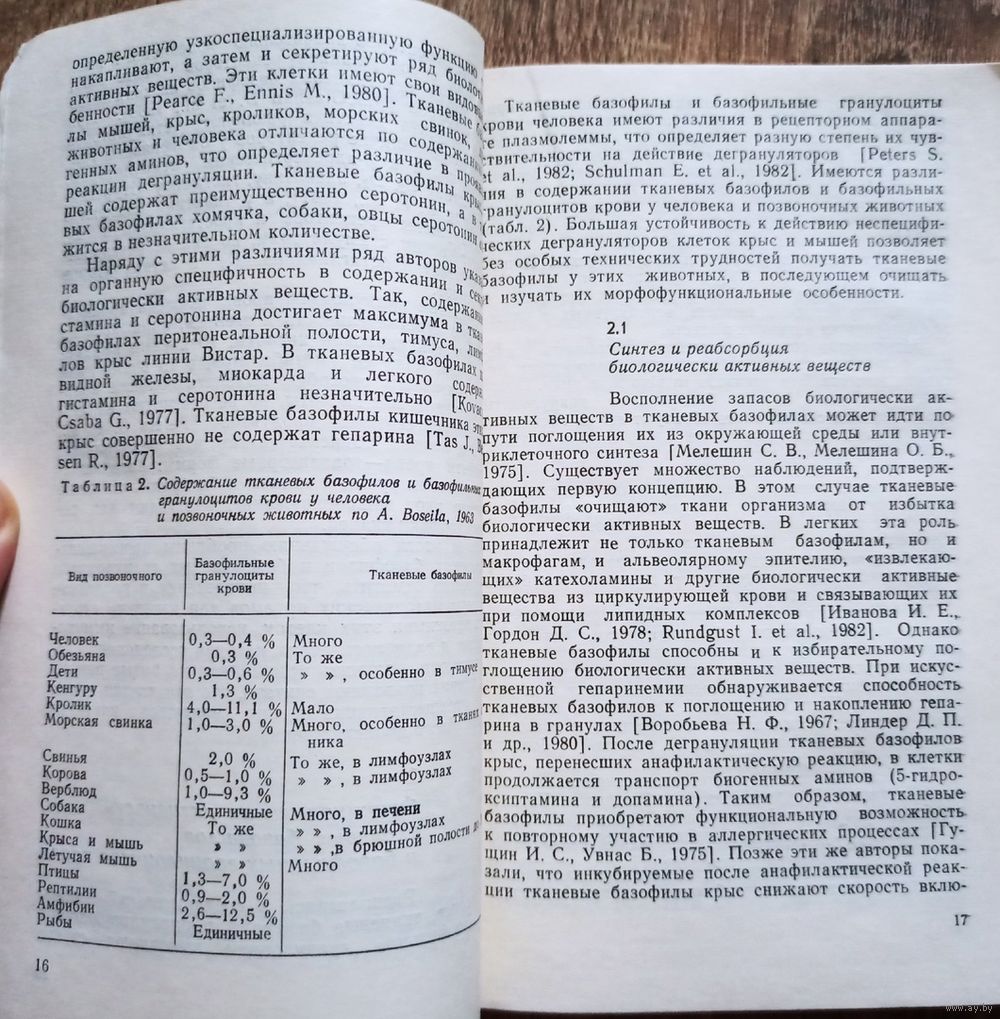 определенную узкоспециализированную функцию
накапливают, а затем и секретируют ряд
активных веществ. Эти клетки имеют свои
бенности [Pearce F., Ennis M., 1980]. Тканевые
лы мышей, крыс, кроликов, морских свинок,
животных и человека отличаются по
генных аминов, что определяет различие в
реакции дегрануляции. Тканевые базофилы
шей содержат преимущественно серотонин, а в
вых базофилах хомячка, собаки, овцы серотонин
жится в незначительном количестве.
Наряду с этими различиями ряд авторов
на органную специфичность в содержании и
биологически активных веществ. Так,
стамина и серотонина достигает максимума в
базофилах перитонеальной полости, тимуса,
лов крыс линии Вистар. В тканевых базофилах
видной железы, миокарда и легкого
гистамина и серотонина незначительно
Csaba G., 1977]. Тканевые базофилы кишечника
крыс совершенно не содержат гепарина [Tas J.,
sen R., 1977].
Таблица 2. Содержание тканевых базофилов и базофильных
гранулоцитов крови у человека
и позвоночных животных по A. Boseila, 1963
Вид позвоночного
Базофильные
гранулоциты
крови
Тканевые базофилы
Человек 0,3—0,4 % Много
Обезьяна 0,3 % То же
Дети 0,3—0,6 % » » , особенно в тимусе
Кенгуру 1,3 %
Кролик 4,0—11,1 % Мало
Морская свинка 1,0—3,0 % Много, особенно в
ника
Свинья 2,0 % То же, в лимфоузлах
Корова 0,5—1,0 % » » , в лимфоузлах
Верблюд 1,0—9,3 %
Собака Единичные Много, в печени
Кошка То же » » , в лимфоузлах
Крыса и мышь » » » » ,в брюшной полости
Летучая мышь » » Много
Птицы 1,3—7,0 %
Рептилии 0,9—2,0 %
Амфибии 2,6—12,5 %
Рыбы Единичные
16
Тканевые базофилы и базофильные гранулоциты
крови человека имеют различия в рецепторном аппара-
те плазмолеммы, что определяет разную степень их чув-
ствительности на действие дегрануляторов [Peters S.
et al., 1982; Schulman E. et al., 1982]. Имеются разли-
чия в содержании тканевых базофилов и базофильных
гранулоцитов крови у человека и позвоночных животных
(табл. 2). Большая устойчивость к действию неспецифи-
ческих дегрануляторов клеток крыс и мышей позволяет
без особых технических трудностей получать тканевые
базофилы у этих животных, в последующем очищать
и изучать их морфофункциональные особенности.
2.1
Синтез и реабсорбция
биологически активных веществ
Восполнение запасов биологически ак-
тивных веществ в тканевых базофилах может идти по
пути поглощения их из окружающей среды или внут-
риклеточного синтеза [Мелешин С. В., Мелешина О. Б.,
1975]. Существует множество наблюдений, подтверж-
дающих первую концепцию. В этом случае тканевые
базофилы «очищают» ткани организма от избытка
биологически активных веществ. В легких эта роль
принадлежит не только тканевым базофилам, но и
макрофагам, и альвеолярному эпителию, «извлекаю-
щих» катехоламины и другие биологически активные
вещества из циркулирующей крови и связывающих их
при помощи липидных комплексов [Иванова И. Е.,
Гордон Д. С., 1978; Rundgust I. et al., 1982]. Однако
тканевые базофилы способны и к избирательному по-
глощению биологически активных веществ. При искус-
ственной гепаринемии обнаруживается способность
тканевых базофилов к поглощению и накоплению гепа-
рина в гранулах [Воробьева Н. Ф., 1967; Линдер Д. П.
и др., 1980]. После дегрануляции тканевых базофилов
крыс, перенесших анафилактическую реакцию, в клетки
продолжается транспорт биогенных аминов (5-гидро-
ксиптамина и допамина). Таким образом, тканевые
базофилы приобретают функциональную возможность
к повторному участию в аллергических процессах [Гу-
щин И. С., Увнас Б., 1975]. Позже эти же авторы пока-
зали, что инкубируемые после анафилактической реак-
ции тканевые базофилы крыс снижают скорость вклю-
17
www.ay.by